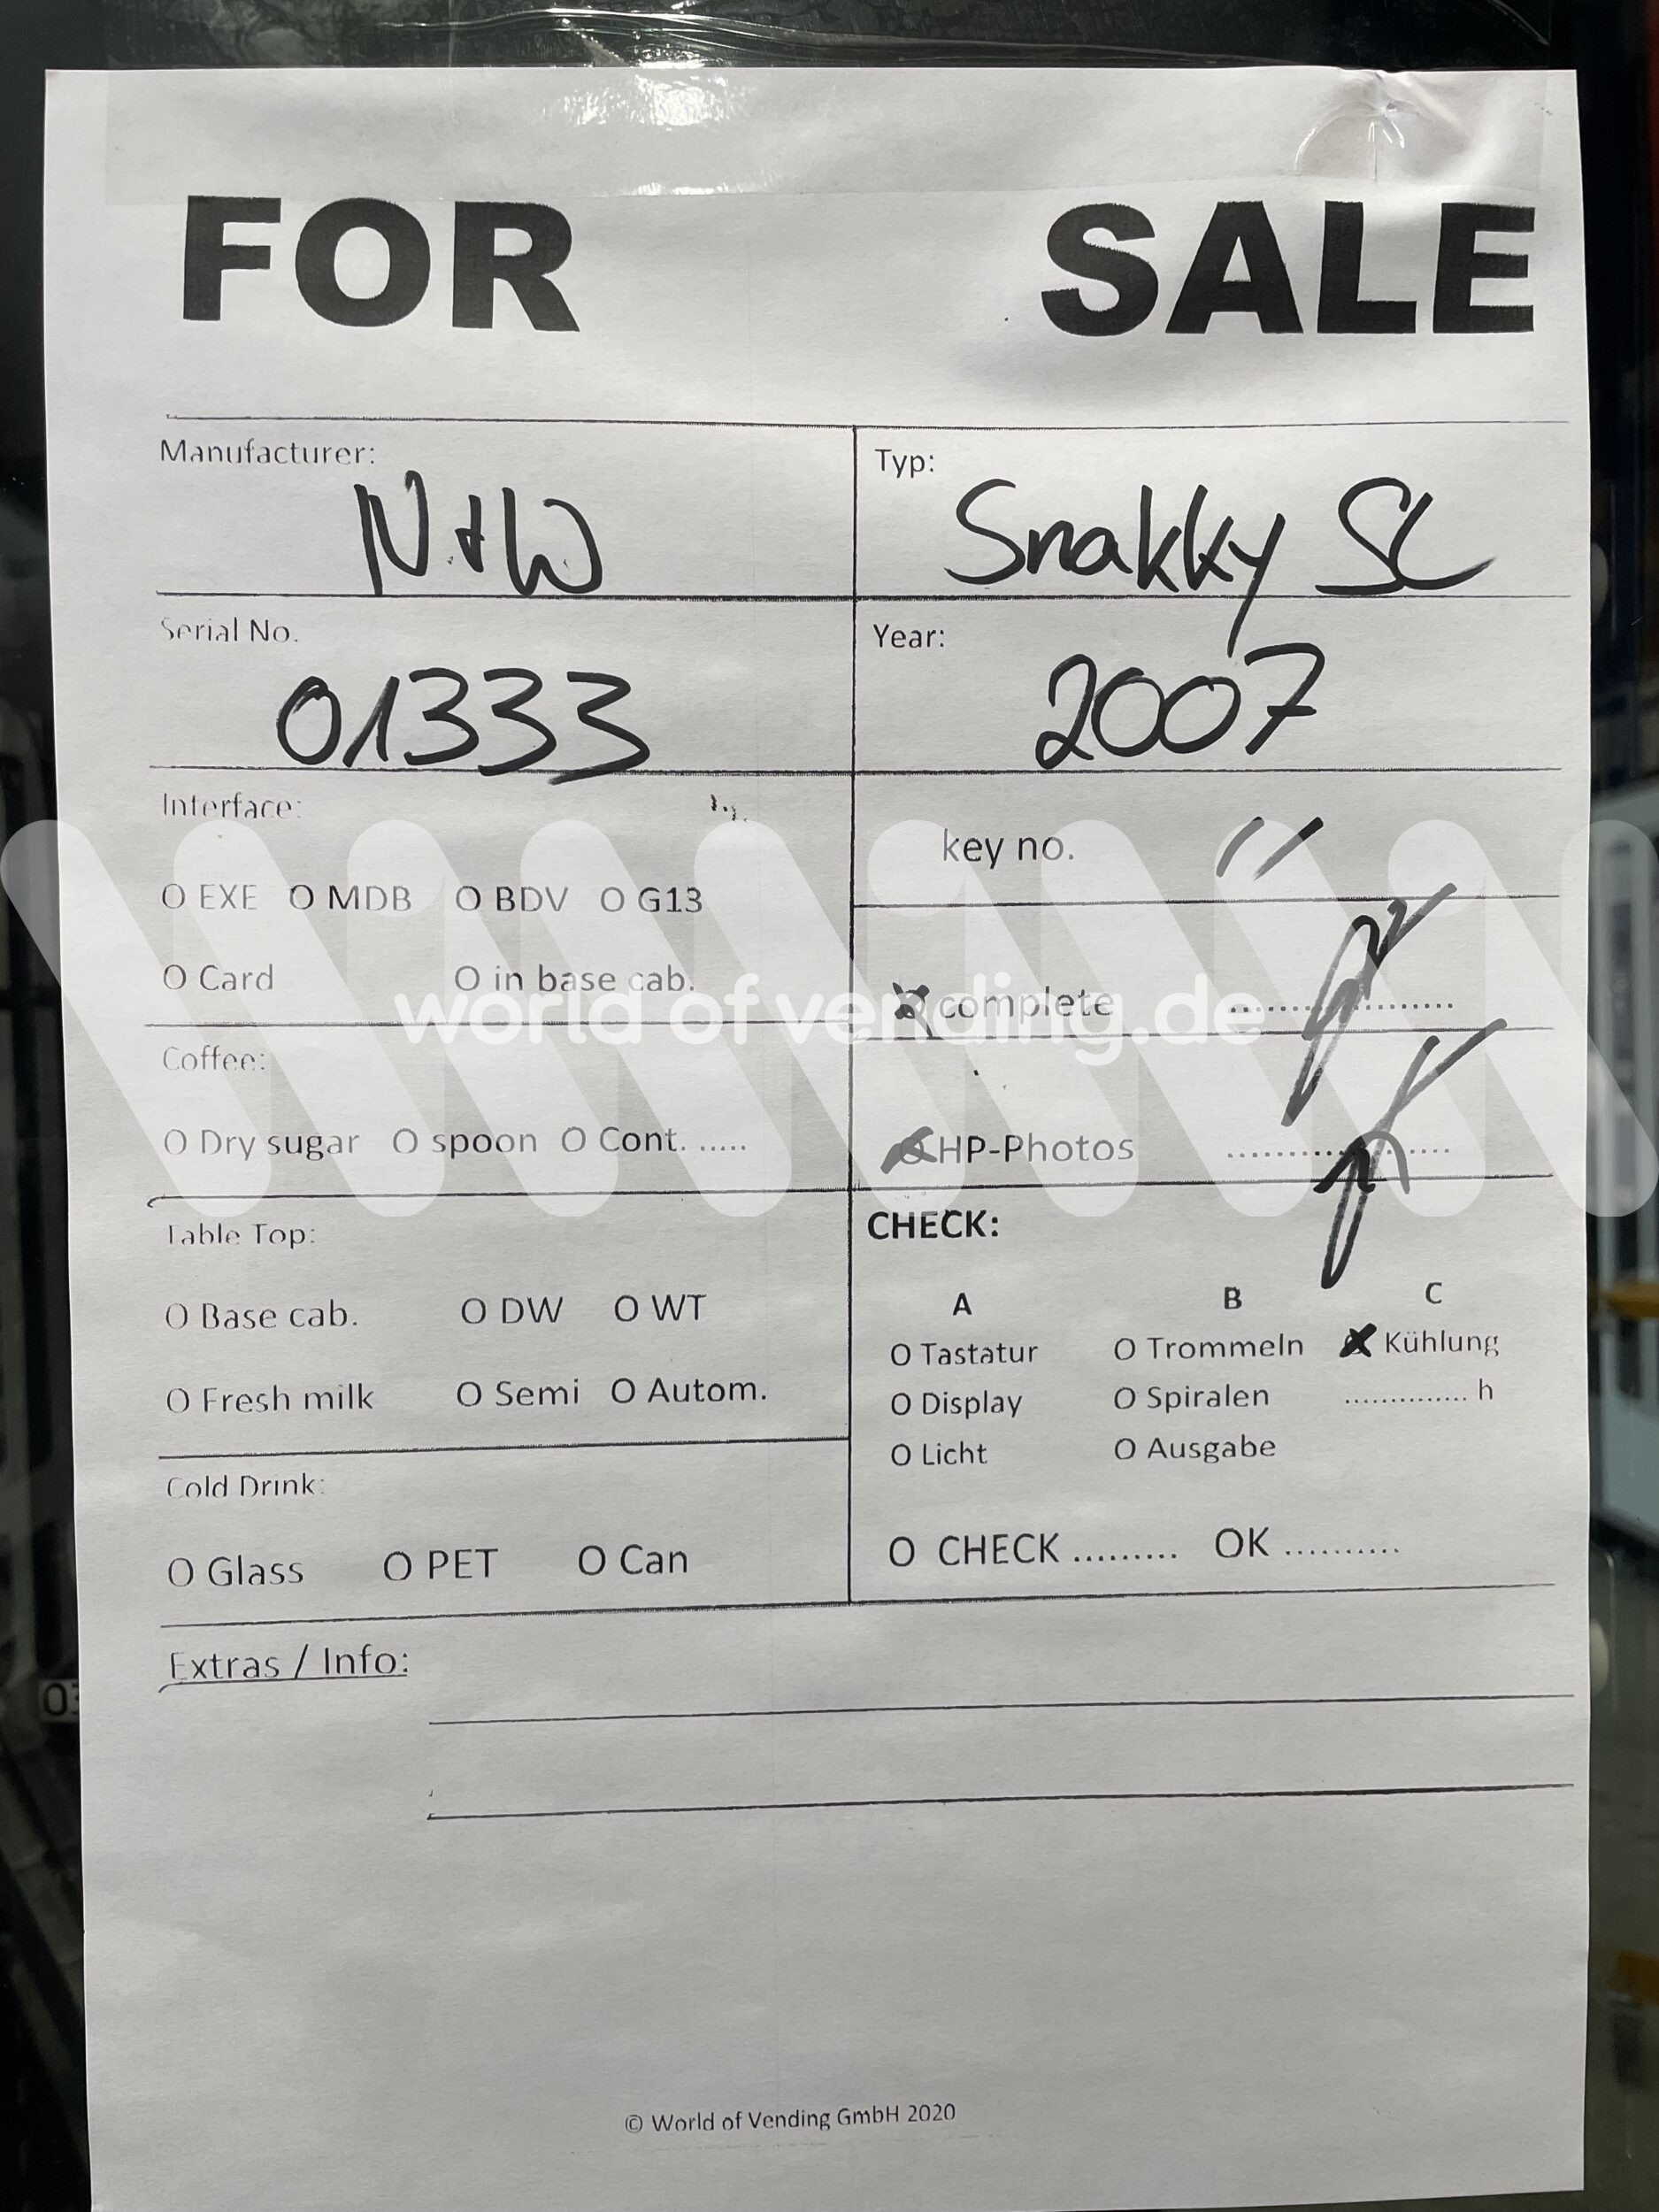 FOR SALE
Manufacturer:
N+W
Typ:
Snakky SL
Serial No.
01333
Year:
2007
Interface:
O EXE O MDB O BDV O G13
O Card O in base cab.
key no. //
complete ....................
Coffee:
O Dry sugar O spoon O Cont. .....
HP-Photos ....................
world of vending.de
Table Top:
O Base cab. O DW O WT
O Fresh milk O Semi O Autom.
Cold Drink:
O Glass O PET O Can
CHECK:
A B C
O Tastatur O Trommeln Kühlung
O Display O Spiralen .............. h
O Licht O Ausgabe
O CHECK ......... OK ..........
Extras / Info:
© World of Vending GmbH 2020